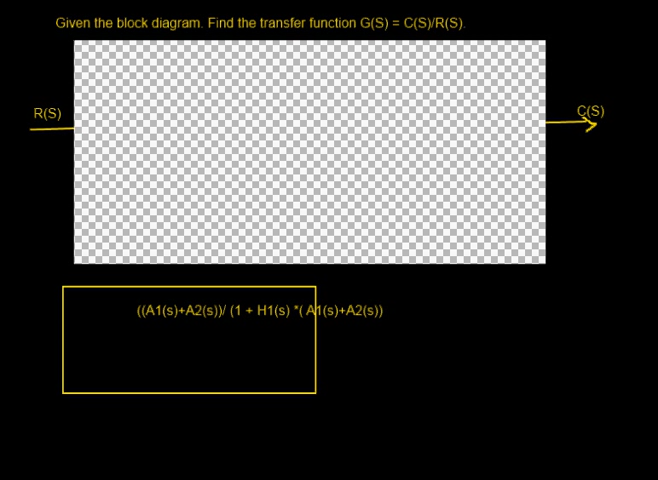 Given the block diagram. Find the transfer function G(S) = C(S)/R(S).
R(S)
C(S)
((A1(s)+A2(s))/ (1 + H1(s) *( A1(s)+A2(s))